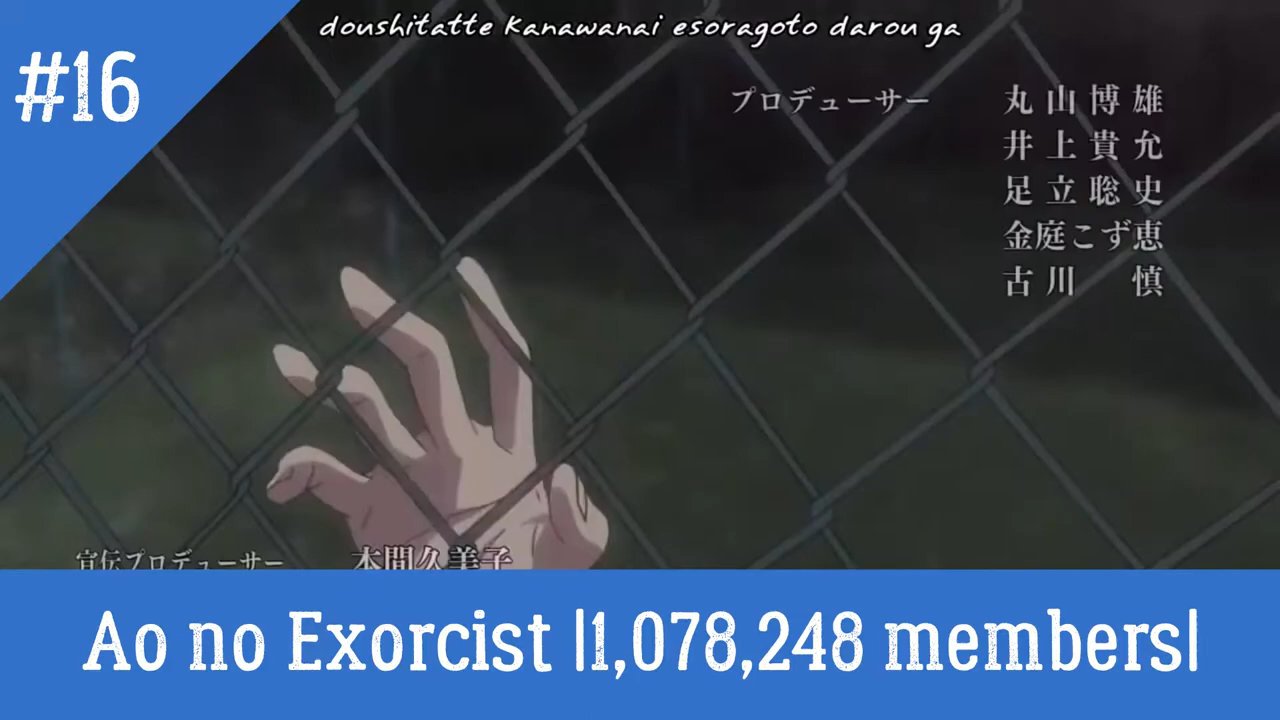 doushitatte kanawanai esoragoto darou ga
#16
プロデューサー 丸山博雄
井上貴允
足立聡史
金庭こず恵
古川 慎
宣伝プロデューサー 本間久美子
Ao no Exorcist |1,078,248 members|